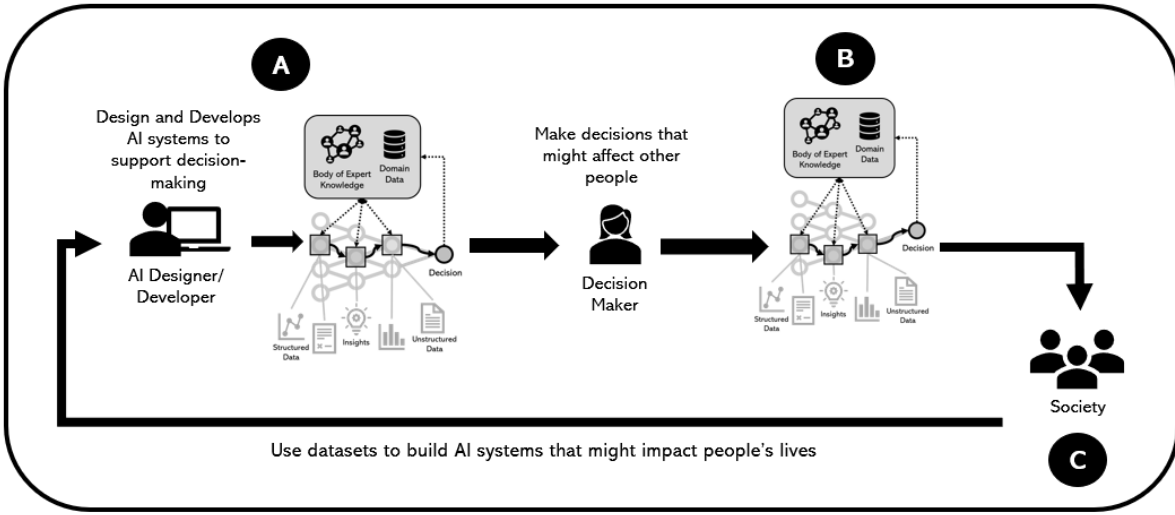 A
Design and Develops
AI systems to
support decision-
making
AI Designer/
Developer
Body of Expert
Knowledge
Domain
Data
Decision
Structured
Data
Insights
Unstructured
Data
Make decisions that
might affect other
people
Decision
Maker
B
Body of Expert
Knowledge
Domain
Data
Decision
Structured
Data
Insights
Unstructured
Data
Society
C
Use datasets to build AI systems that might impact people's lives